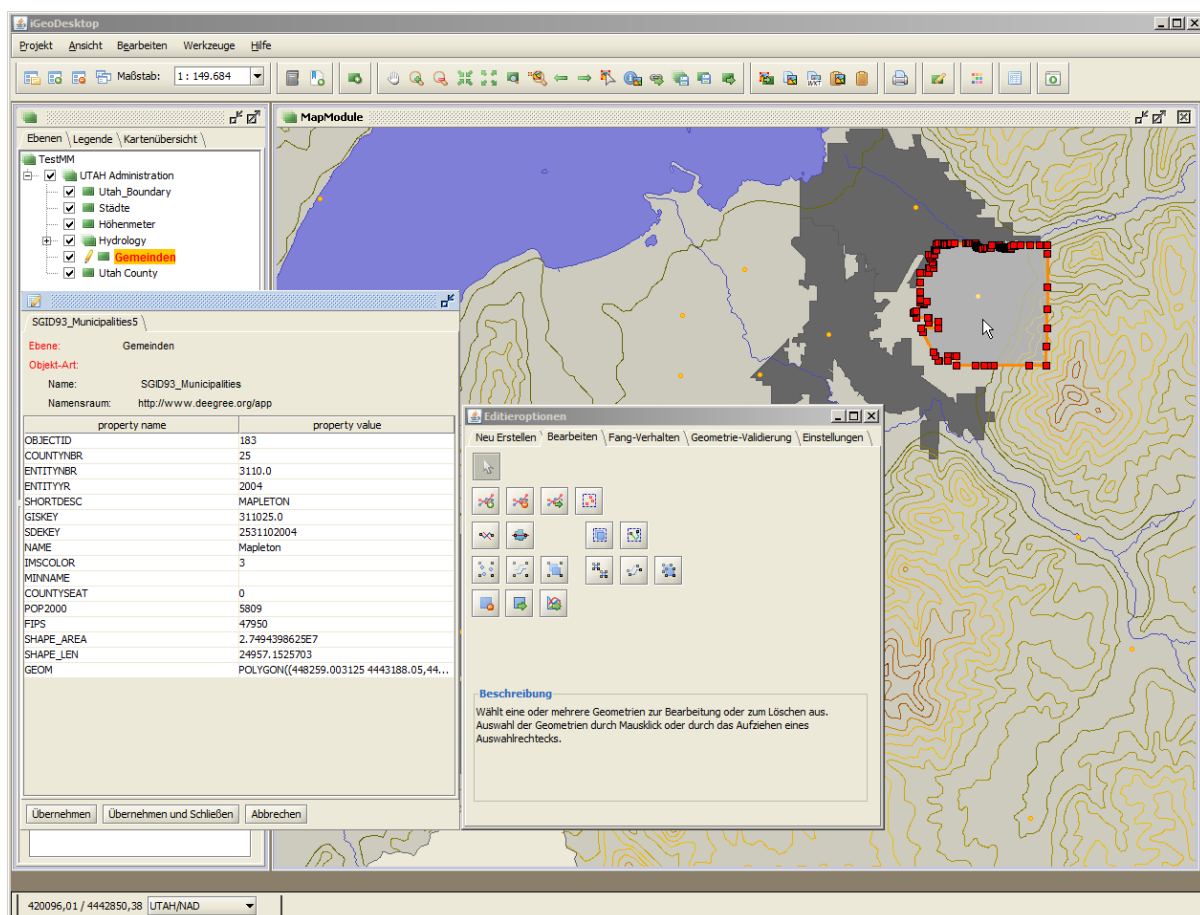 iGeoDesktop
Projekt Ansicht Bearbeiten Werkzeuge Hilfe
Maßstab: 1 : 149.684
WKT
MapModule
Ebenen Legende Kartenübersicht
TestMM
UTAH Administration
Utah_Boundary
Städte
Höhenmeter
Hydrology
Gemeinden
Utah County
SGID93_Municipalities5
Ebene: Gemeinden
Objekt-Art:
Name: SGID93_Municipalities
Namensraum: http://www.deegree.org/app
property name property value
OBJECTID 183
COUNTYNBR 25
ENTITYNBR 3110.0
ENTITYYR 2004
SHORTDESC MAPLETON
GISKEY 311025.0
SDEKEY 2531102004
NAME Mapleton
IMSCOLOR 3
MINNAME
COUNTYSEAT 0
POP2000 5809
FIPS 47950
SHAPE_AREA 2.7494398625E7
SHAPE_LEN 24957.1525703
GEOM POLYGON((448259.003125 4443188.05,44...
Übernehmen Übernehmen und Schließen Abbrechen
Editieroptionen
Neu Erstellen Bearbeiten Fang-Verhalten Geometrie-Validierung Einstellungen
Beschreibung
Wählt eine oder mehrere Geometrien zur Bearbeitung oder zum Löschen aus.
Auswahl der Geometrien durch Mausklick oder durch das Aufziehen eines
Auswahlrechtecks.
420096,01 / 4442850,38 UTAH/NAD